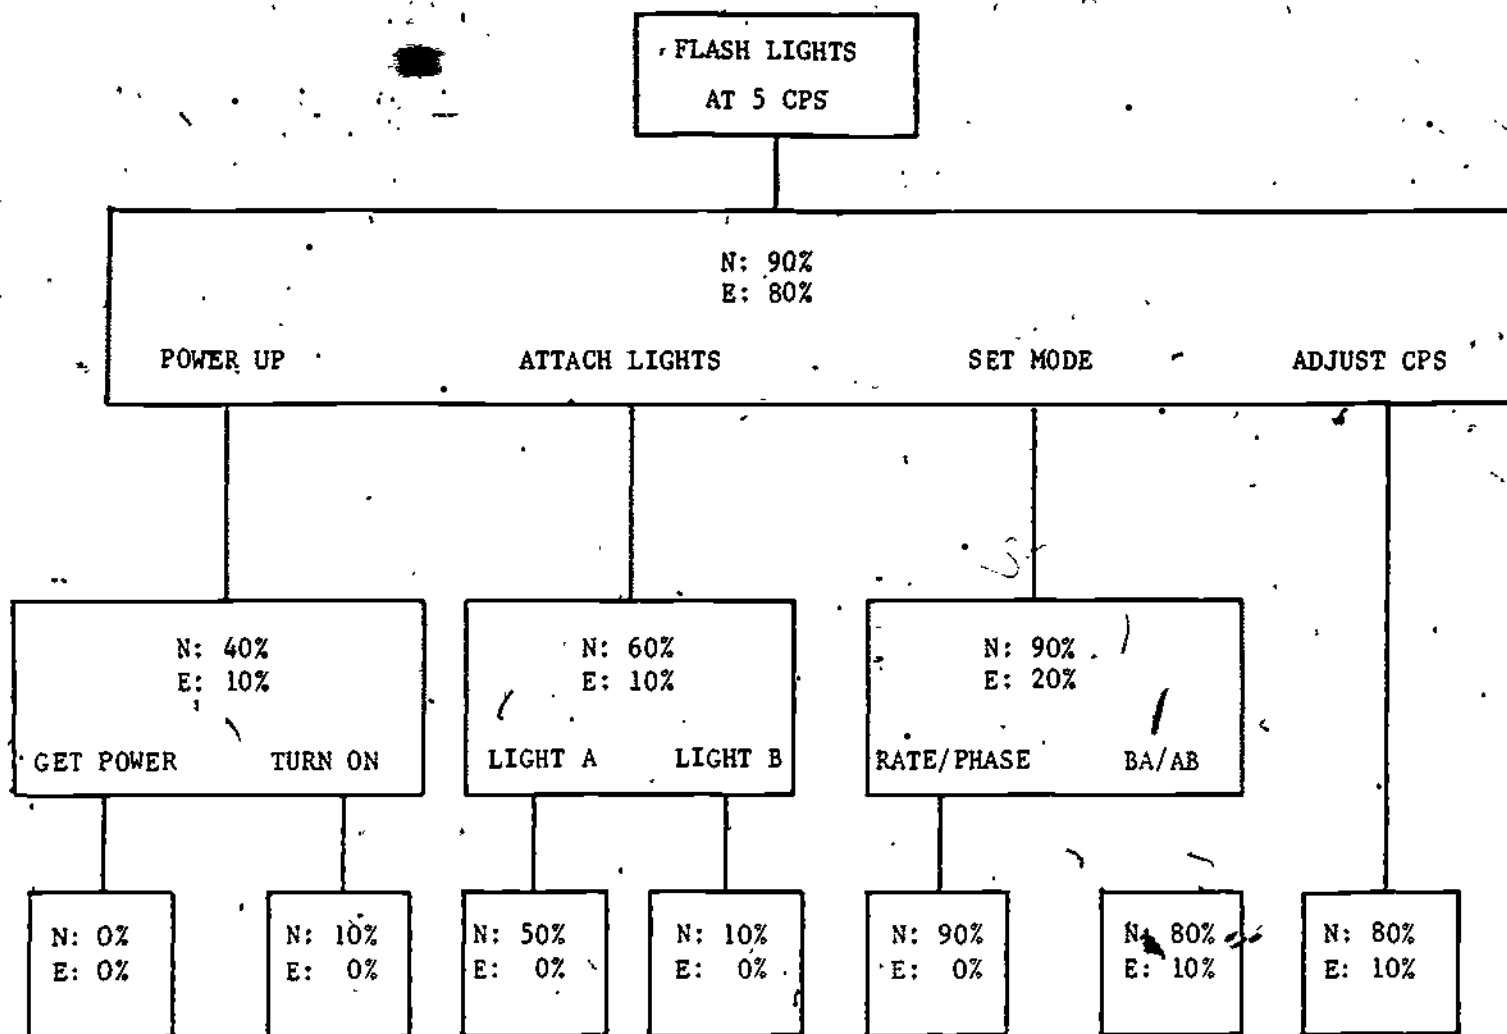 FLASH LIGHTS
AT 5 CPS
N: 90%
E: 80%
POWER UP
ATTACH LIGHTS
SET MODE
ADJUST CPS
N: 40%
E: 10%
GET POWER
TURN ON
N: 60%
E: 10%
LIGHT A
LIGHT B
N: 90%
E: 20%
RATE/PHASE
BA/AB
N: 0%
E: 0%
N: 10%
E: 0%
N: 50%
E: 0%
N: 10%
E: 0%
N: 90%
E: 0%
N: 80%
E: 10%
N: 80%
E: 10%